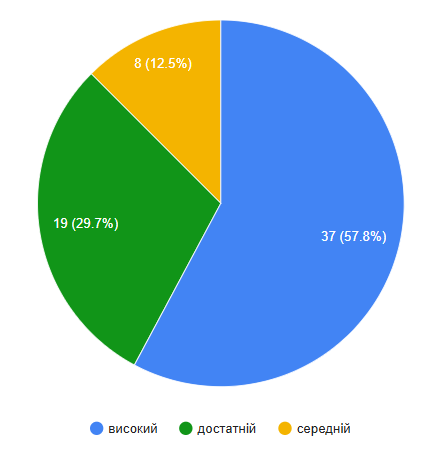 8 (12.5%)
19 (29.7%)
37 (57.8%)
високий достатній середній